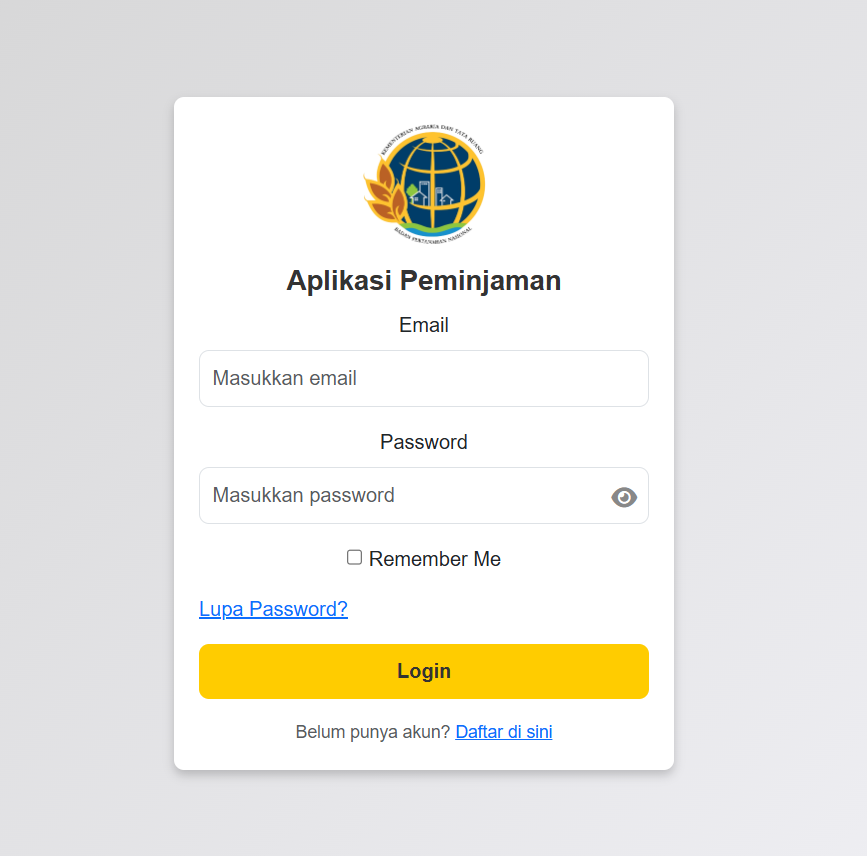 KEMENTERIAN AGRARIA DAN TATA RUANG
BADAN PERTANAHAN NASIONAL
Aplikasi Peminjaman
Email
Masukkan email
Password
Masukkan password
Remember Me
Lupa Password?
Login
Belum punya akun? Daftar di sini